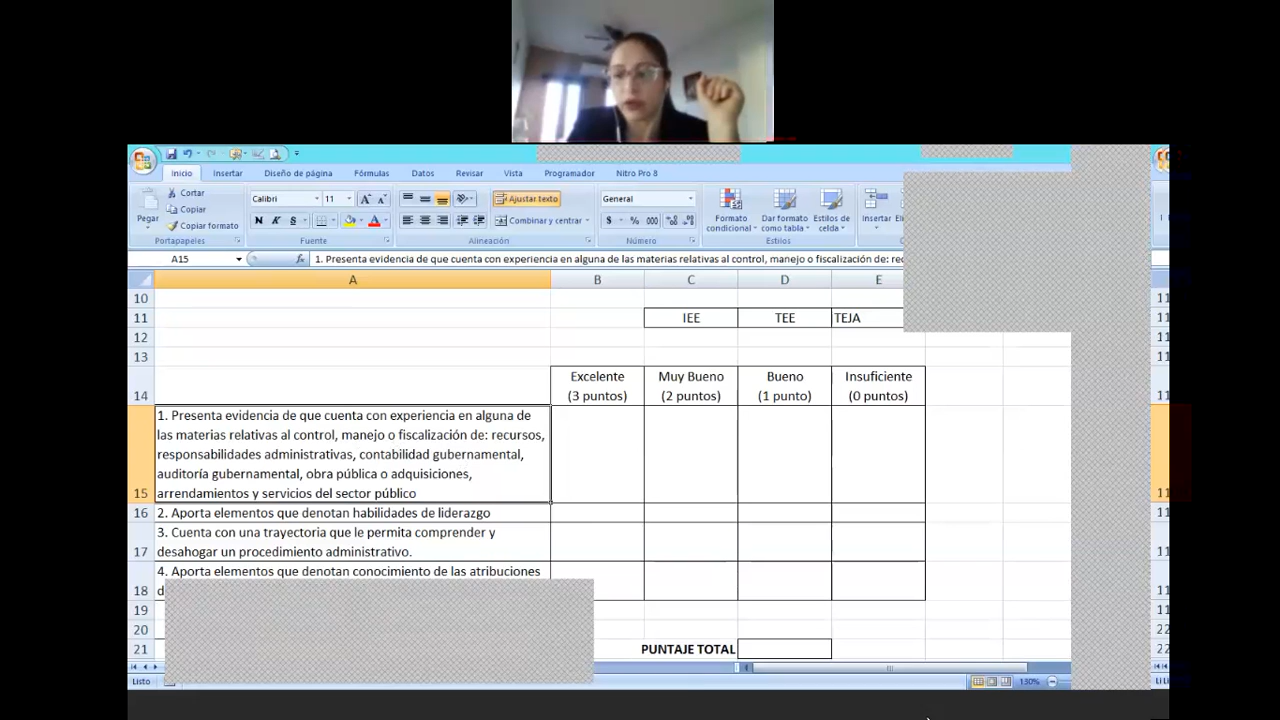 Inicio Insertar Diseño de página Fórmulas Datos Revisar Vista Programador Nitro Pro 8
Pegar
Cortar
Copiar
Copiar formato
Portapapeles
Calibri 11
N K S
Fuente
Ajustar texto
Combinar y centrar
Alineación
General
$ % 000
Número
Formato condicional
Dar formato como tabla
Estilos de celda
Estilos
Insertar
A15 fx 1. Presenta evidencia de que cuenta con experiencia en alguna de las materias relativas al control, manejo o fiscalización de: rec
A B C D E
10
11 IEE TEE TEJA
12
13
14 Excelente (3 puntos) Muy Bueno (2 puntos) Bueno (1 punto) Insuficiente (0 puntos)
1. Presenta evidencia de que cuenta con experiencia en alguna de
las materias relativas al control, manejo o fiscalización de: recursos,
responsabilidades administrativas, contabilidad gubernamental,
auditoría gubernamental, obra pública o adquisiciones,
15 arrendamientos y servicios del sector público
16 2. Aporta elementos que denotan habilidades de liderazgo
3. Cuenta con una trayectoria que le permita comprender y
17 desahogar un procedimiento administrativo.
4. Aporta elementos que denotan conocimiento de las atribuciones
18
19
20
21 PUNTAJE TOTAL
Listo 130%